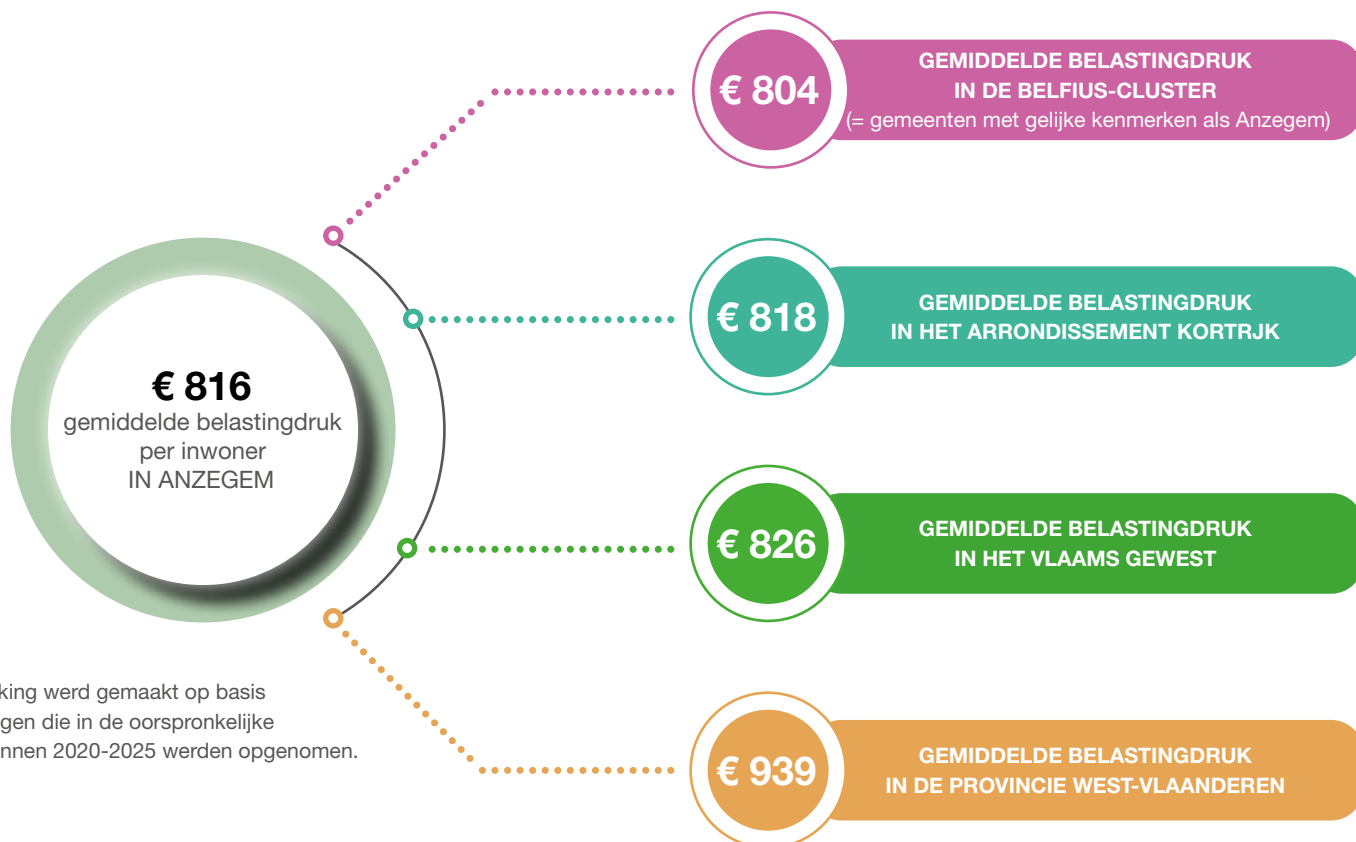 € 804
GEMIDDELDE BELASTINGDRUK
IN DE BELFIUS-CLUSTER
(= gemeenten met gelijke kenmerken als Anzegem)
€ 818
GEMIDDELDE BELASTINGDRUK
IN HET ARRONDISSEMENT KORTRJK
€ 816
gemiddelde belastingdruk
per inwoner
IN ANZEGEM
€ 826
GEMIDDELDE BELASTINGDRUK
IN HET VLAAMS GEWEST
king werd gemaakt op basis
gen die in de oorspronkelijke
nnen 2020-2025 werden opgenomen.
€ 939
GEMIDDELDE BELASTINGDRUK
IN DE PROVINCIE WEST-VLAANDEREN